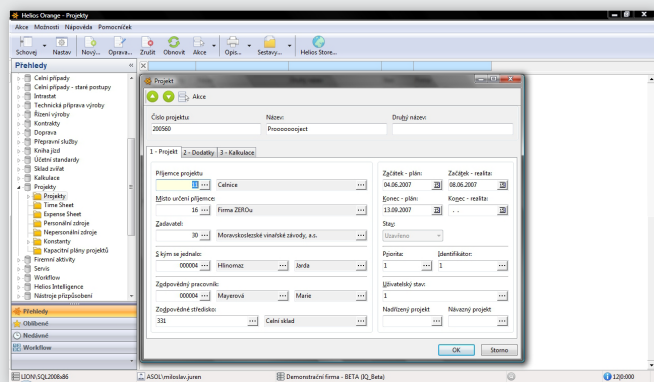 Helios Orange - Projekty
Akce Možnosti Nápověda Pomocníček
Schovej Nastav Nový... Oprava... Zrušit Obnovit Akce Opis... Sestavy... Helios Store...
Přehledy
Celní případy
Celní případy - staré postupy
Intrastat
Technická příprava výroby
Řízení výroby
Kontrakty
Doprava
Přepravní služby
Kniha jízd
Účetní standardy
Sklad zvířat
Kalkulace
Projekty
Projekty
Time Sheet
Expense Sheet
Personální zdroje
Nepersonální zdroje
Konstanty
Kapacitní plány projektů
Firemní aktivity
Servis
Workflow
Helios Intelligence
Nástroje přizpůsobení
Přehledy
Oblíbené
Nedávné
Workflow
Projekt
Akce
Číslo projektu: Název: Druhý název:
200560 Proooooooject
1 - Projekt 2 - Dodatky 3 - Kalkulace
Příjemce projektu
11 ... Celnice ...
Místo určení příjemce:
16 ... Firma ZEROu ...
Zadavatel:
30 ... Moravskoslezské vinařské závody, a.s. ...
S kým se jednalo:
000004 ... Hlinomaz ... Jarda ...
Zodpovědný pracovník:
000004 ... Mayerová ... Marie ...
Zodpovědné středisko:
331 ... Celní sklad ...
Začátek - plán: Začátek - realita:
04.06.2007 08.06.2007
Konec - plán: Konec - realita:
13.09.2007 . .
Stav:
Uzavřeno
Priorita: Identifikátor:
1 ... 1 ...
Uživatelský stav:
1 ...
Nadřízený projekt Návazný projekt
... ...
OK Storno
LION\SQL2008x86 ASOL\miloslav.juren Demonstrační firma - BETA (IQ_Beta) 12|0:000